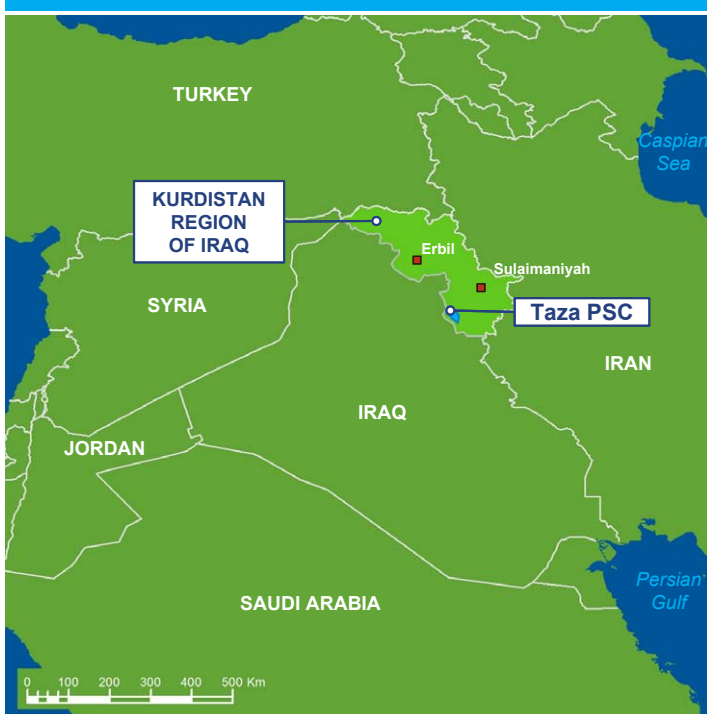 TURKEY
Caspian
Sea
KURDISTAN
REGION
OF IRAQ
Erbil
Sulaimaniyah
SYRIA
Taza PSC
IRAN
IRAQ
JORDAN
Persian
Gulf
SAUDI ARABIA
0 100 200 300 400 500 Km